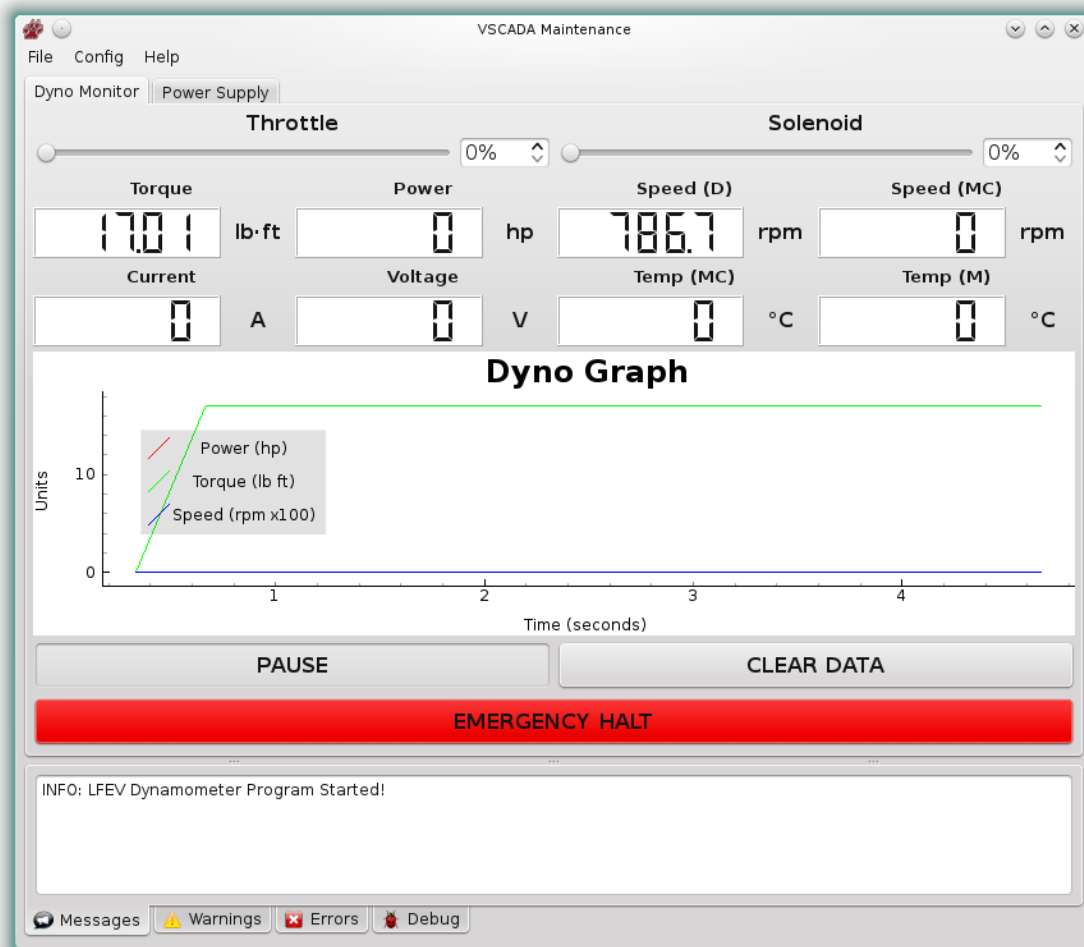 VSCADA Maintenance
File Config Help
Dyno Monitor Power Supply
Throttle Solenoid
0% 0%
Torque Power Speed (D) Speed (MC)
17.01 lb·ft 0 hp 786.7 rpm 0 rpm
Current Voltage Temp (MC) Temp (M)
0 A 0 V 0 °C 0 °C
Dyno Graph
Power (hp)
Torque (lb ft)
Speed (rpm x100)
Units
10
0
1 2 3 4
Time (seconds)
PAUSE CLEAR DATA
EMERGENCY HALT
INFO: LFEV Dynamometer Program Started!
Messages Warnings Errors Debug